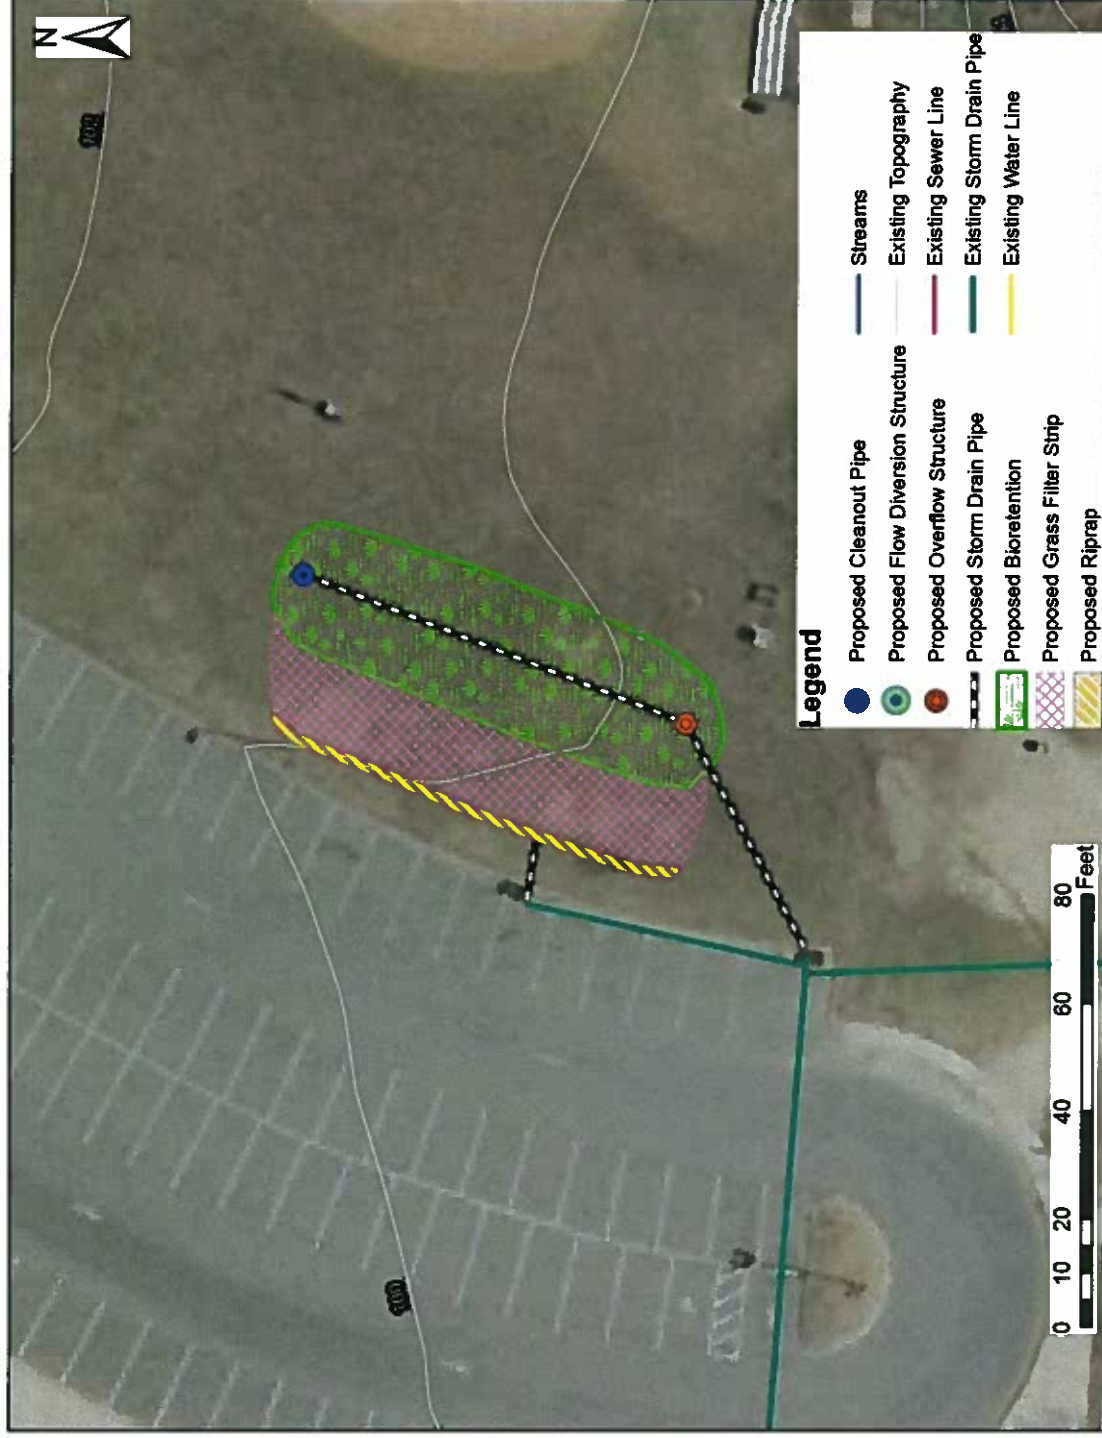 N
102
100
Legend
Proposed Cleanout Pipe
Proposed Flow Diversion Structure
Proposed Overflow Structure
Proposed Storm Drain Pipe
Proposed Bioretention
Proposed Grass Filter Strip
Proposed Riprap
Streams
Existing Topography
Existing Sewer Line
Existing Storm Drain Pipe
Existing Water Line
0 10 20 40 60 80
Feet